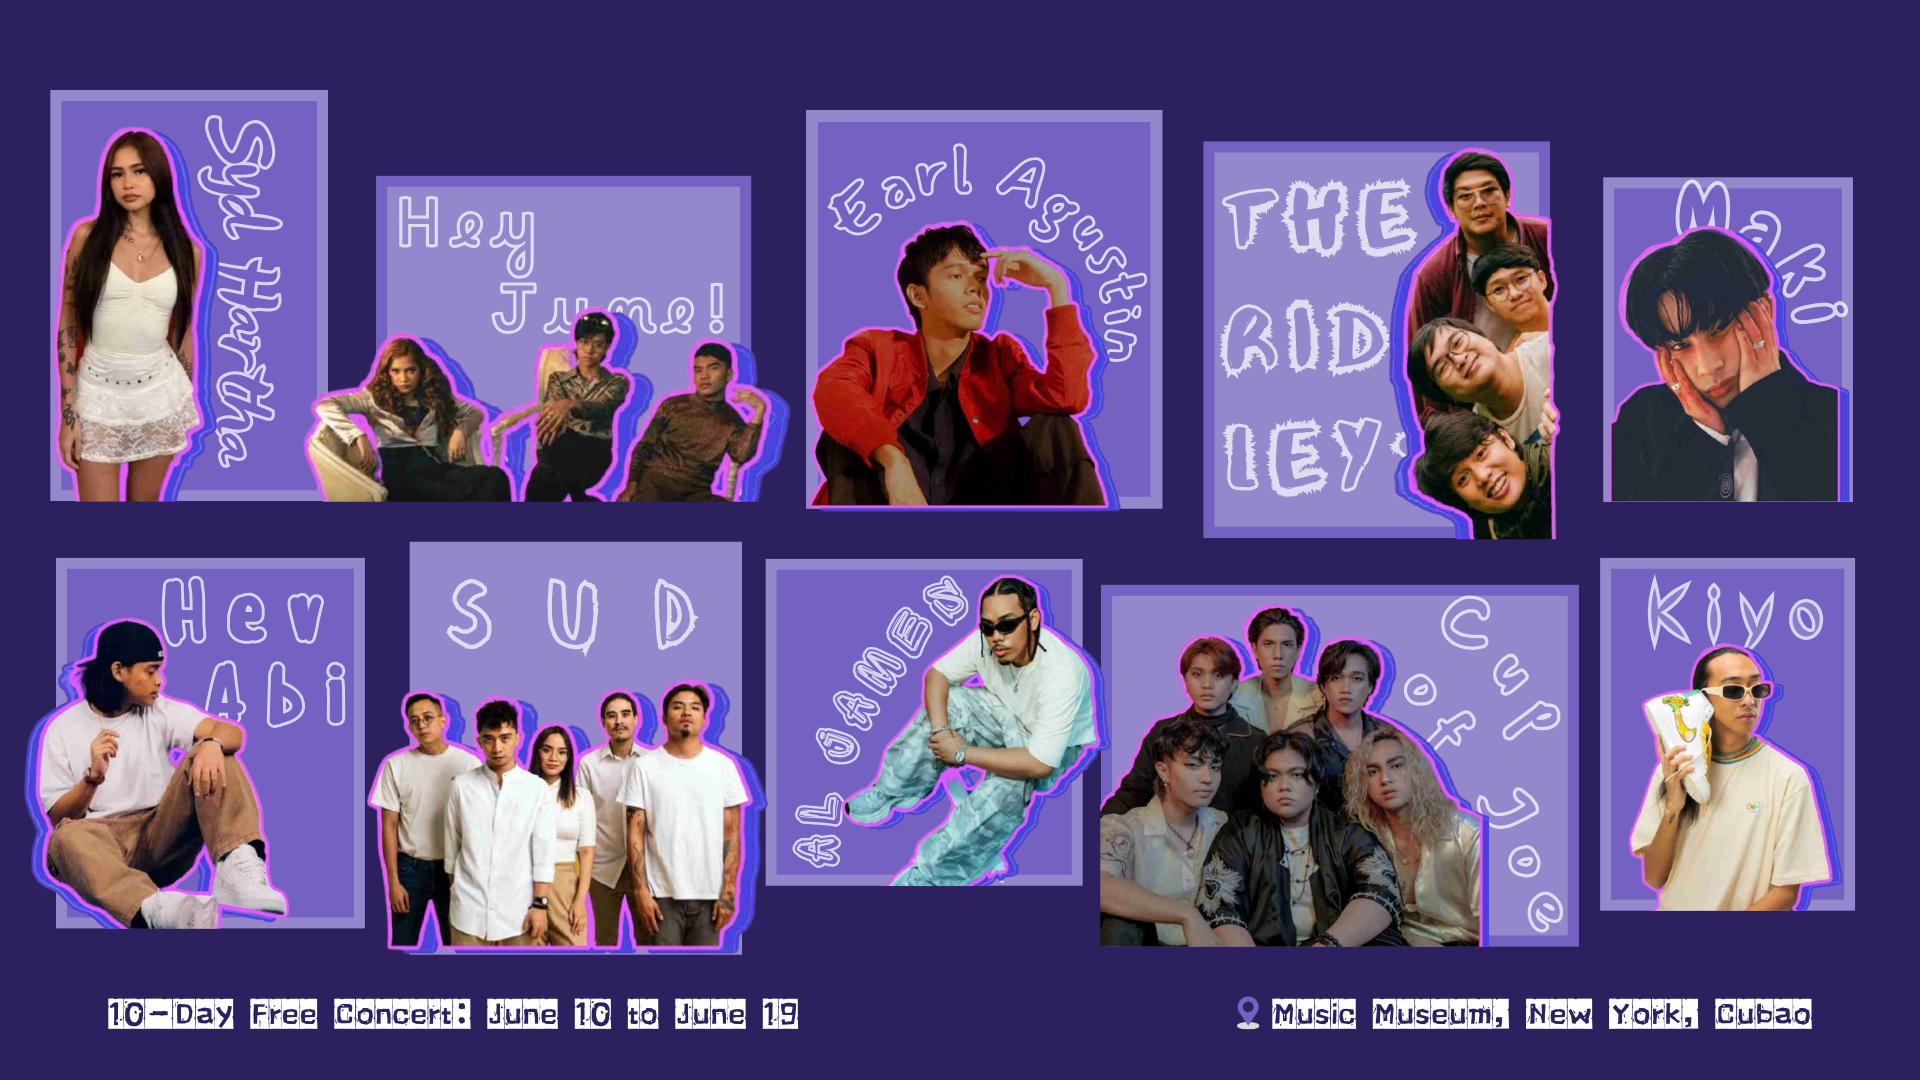 Syd Hartha
Hey
June!
Earl Agustin
THE
RID
LEYS
Maki
Hev
Abi
SUD
AL JAMES
Cup
of
Joe
Kiyo
10-Day Free Concert: June 10 to June 19
Music Museum, New York, Cubao